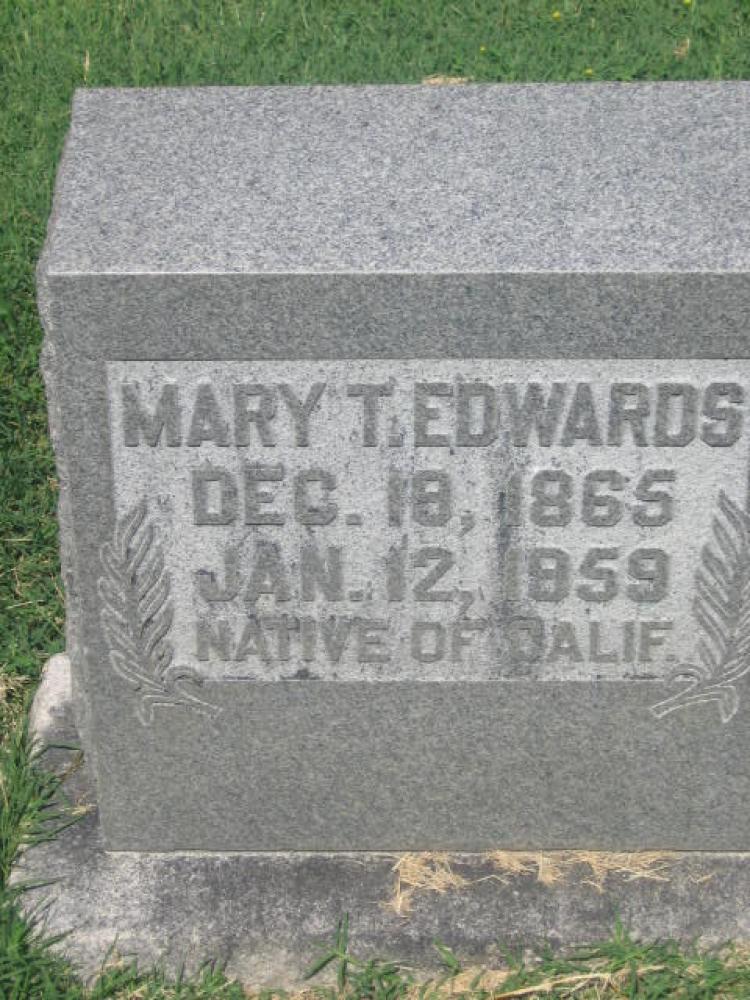 MARY T. EDWARDS
DEC. 18, 1865
JAN. 12, 1959
NATIVE OF CALIF.